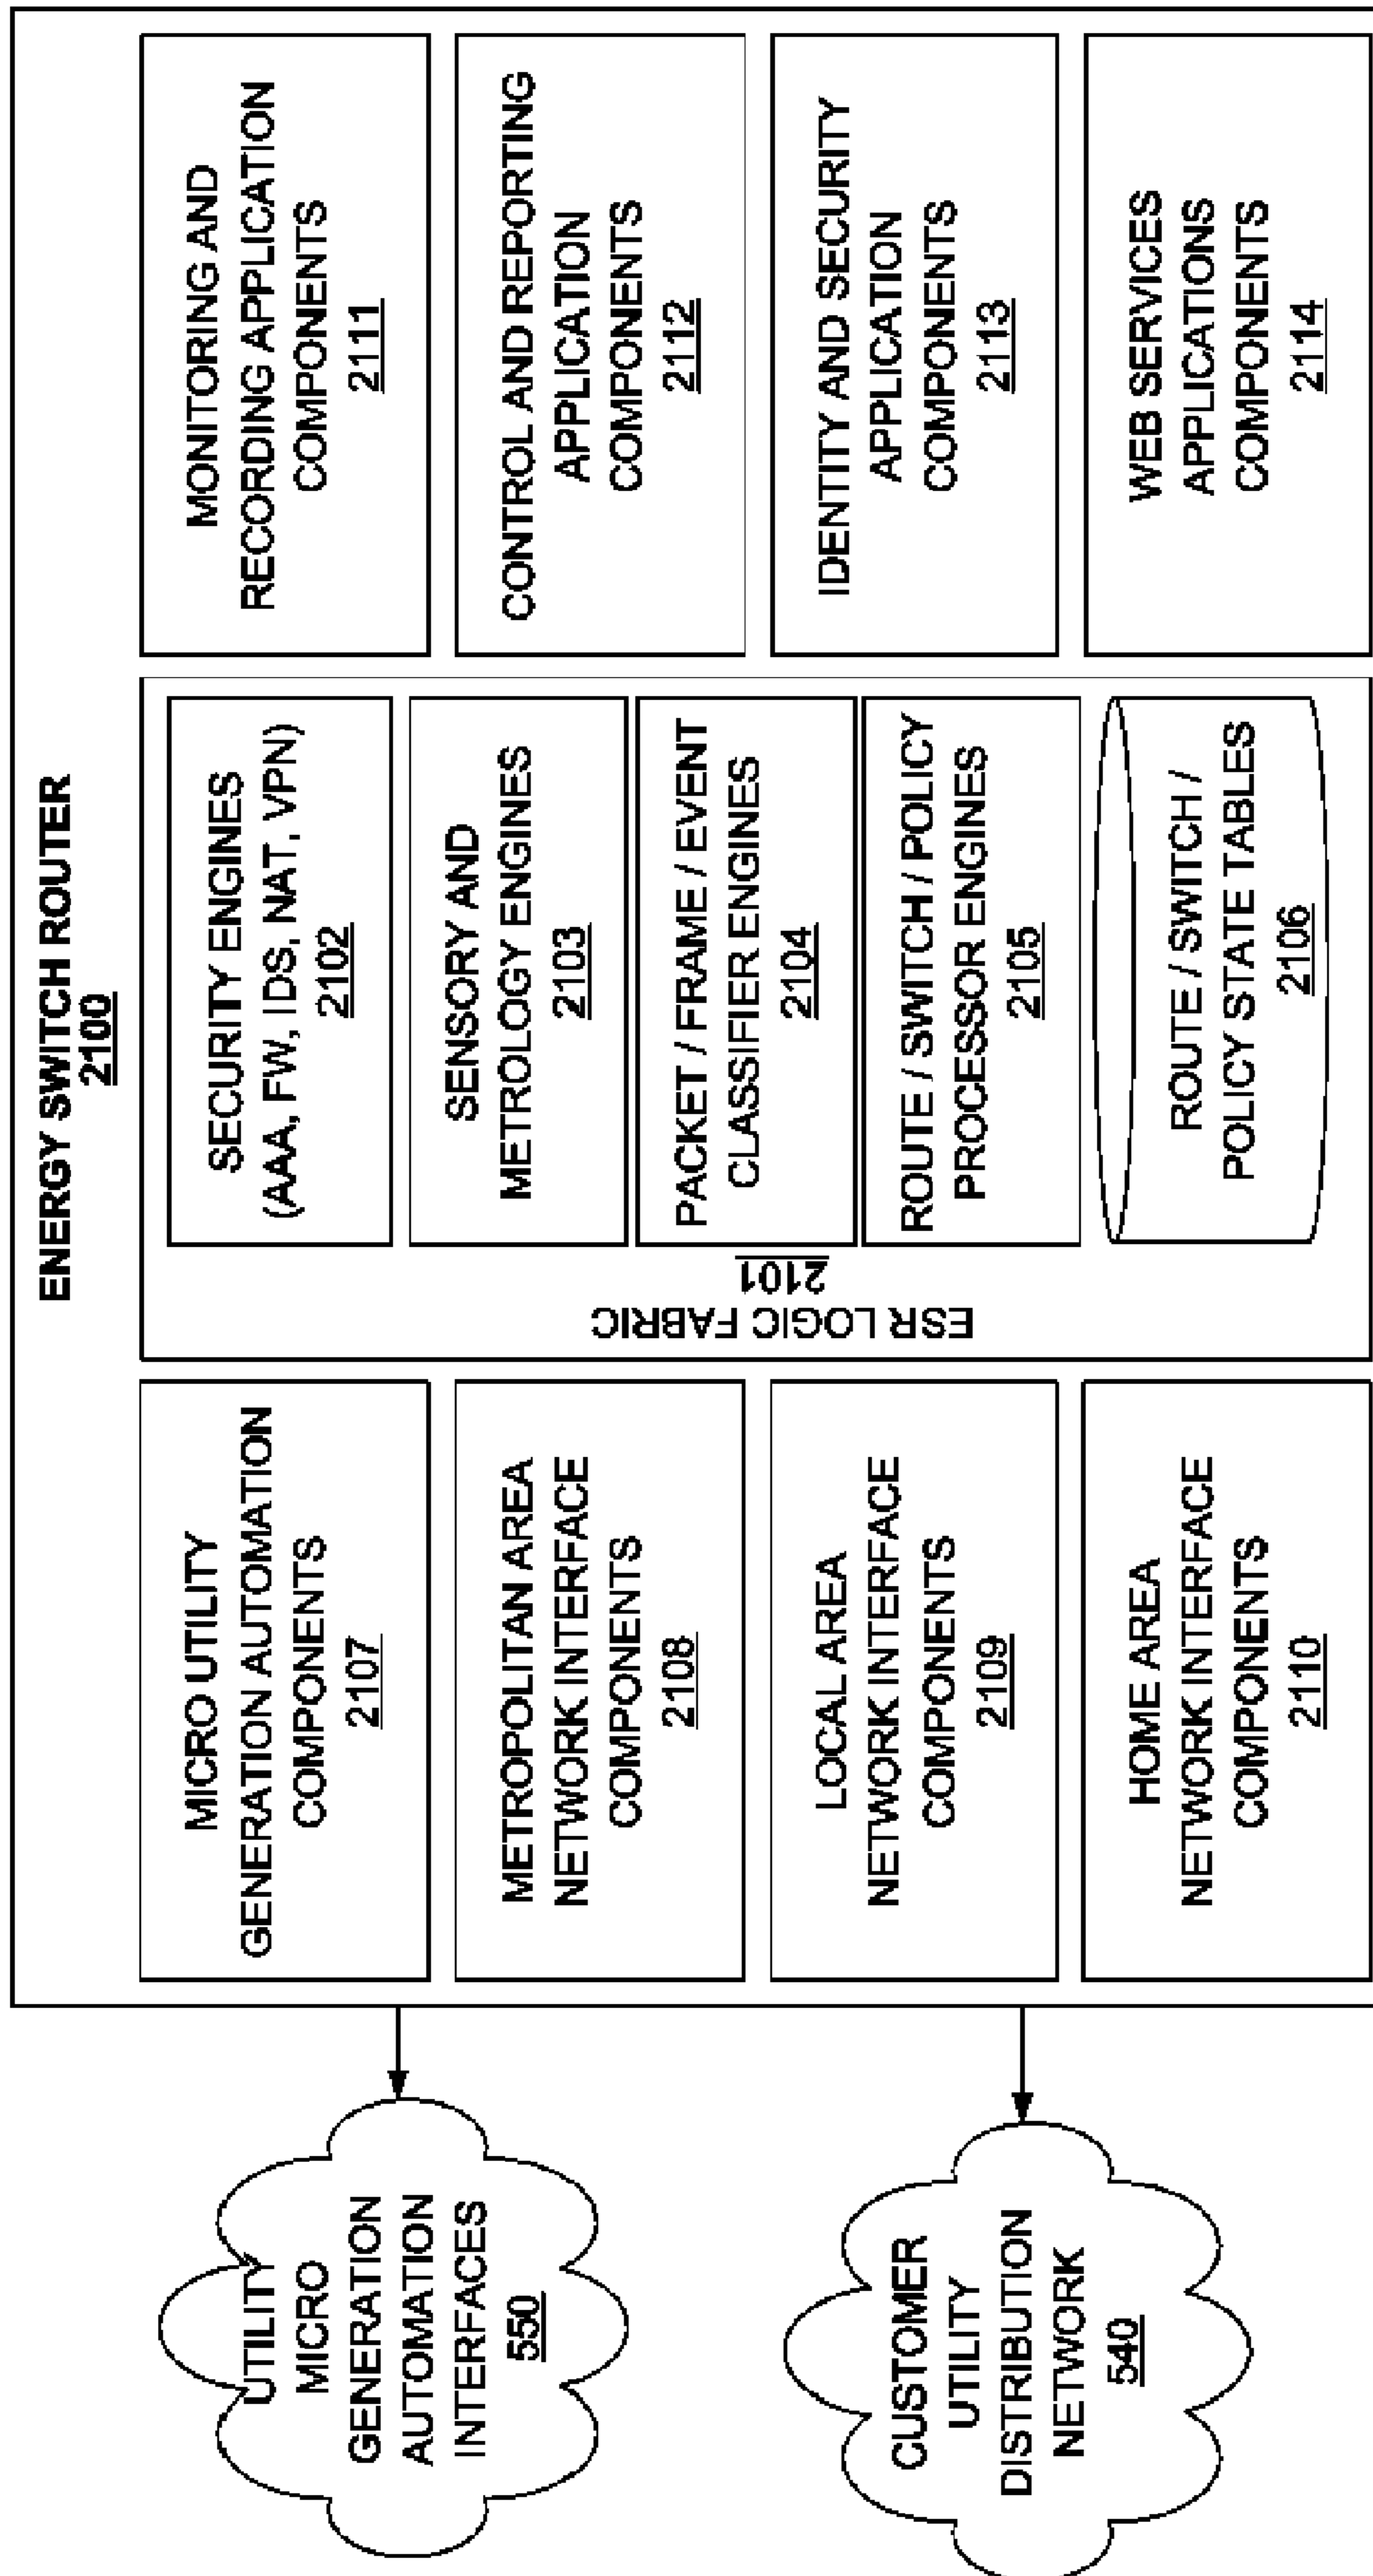 ENERGY SWITCH ROUTER
2100
UTILITY
MICRO
GENERATION
AUTOMATION
INTERFACES
550
CUSTOMER
UTILITY
DISTRIBUTION
NETWORK
540
MICRO UTILITY
GENERATION AUTOMATION
COMPONENTS
2107
METROPOLITAN AREA
NETWORK INTERFACE
COMPONENTS
2108
LOCAL AREA
NETWORK INTERFACE
COMPONENTS
2109
HOME AREA
NETWORK INTERFACE
COMPONENTS
2110
ESR LOGIC FABRIC
2101
SECURITY ENGINES
(AAA, FW, IDS, NAT, VPN)
2102
SENSORY AND
METROLOGY ENGINES
2103
PACKET / FRAME / EVENT
CLASSIFIER ENGINES
2104
ROUTE / SWITCH / POLICY
PROCESSOR ENGINES
2105
ROUTE / SWITCH /
POLICY STATE TABLES
2106
MONITORING AND
RECORDING APPLICATION
COMPONENTS
2111
CONTROL AND REPORTING
APPLICATION
COMPONENTS
2112
IDENTITY AND SECURITY
APPLICATION
COMPONENTS
2113
WEB SERVICES
APPLICATIONS
COMPONENTS
2114